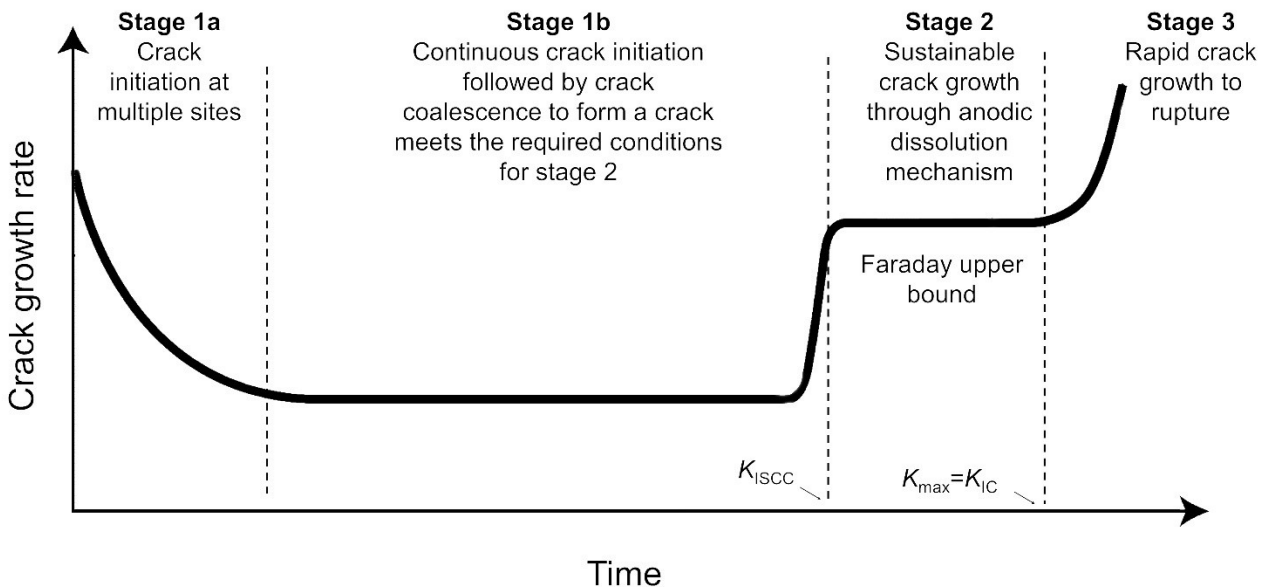 Stage 1a
Crack
initiation at
multiple sites
Stage 1b
Continuous crack initiation
followed by crack
coalescence to form a crack
meets the required conditions
for stage 2
Stage 2
Sustainable
crack growth
through anodic
dissolution
mechanism
Stage 3
Rapid crack
growth to
rupture
Crack growth rate
Faraday upper
bound
KISCC
Kmax=KIC
Time